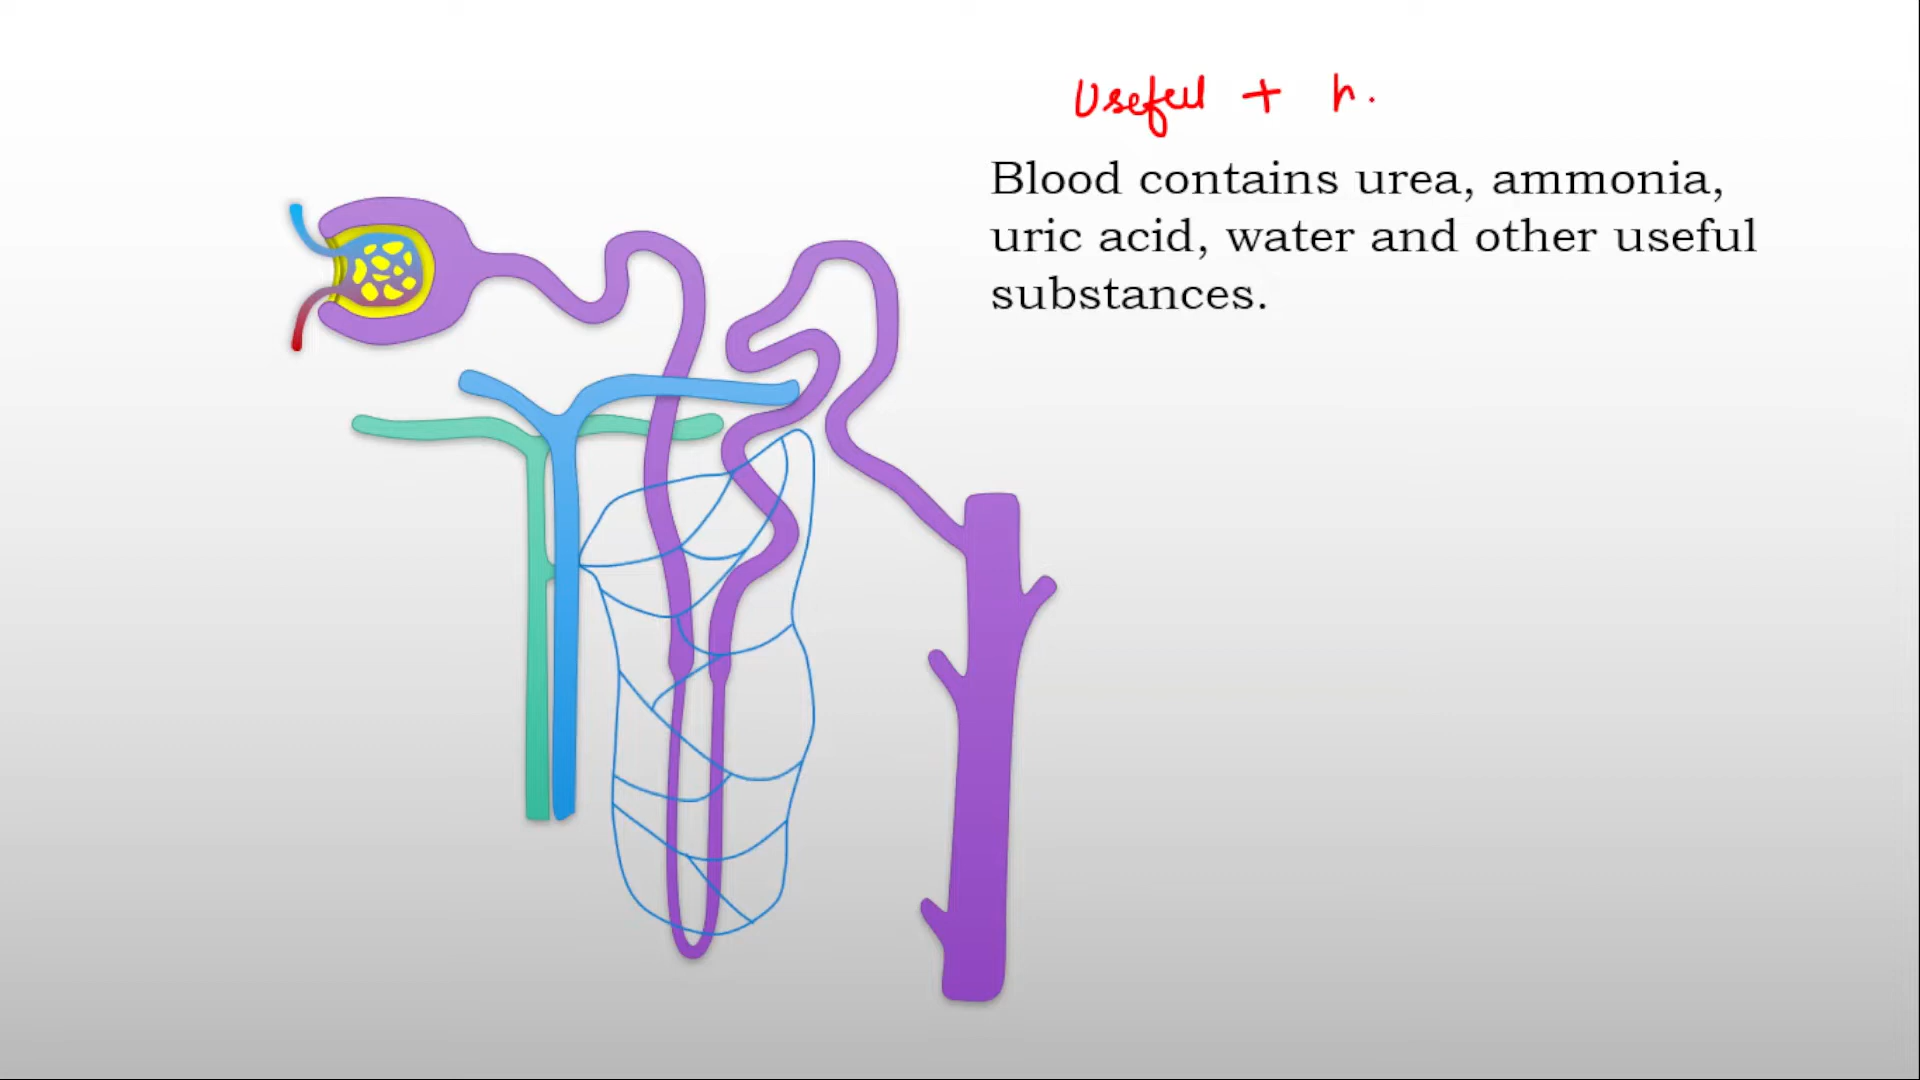 Useful + h.
Blood contains urea, ammonia,
uric acid, water and other useful
substances.